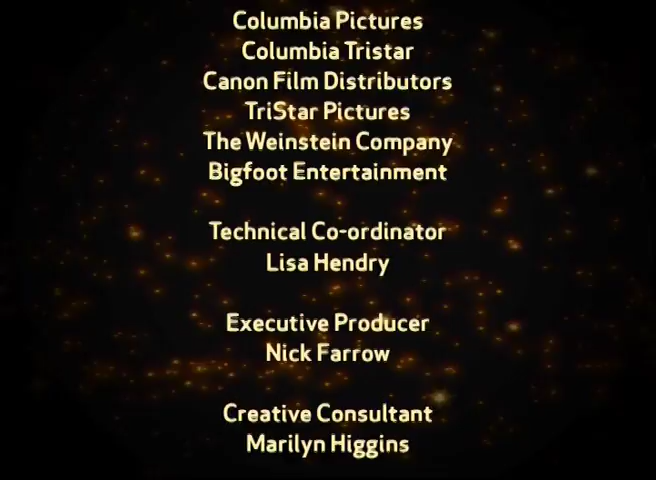 Columbia Pictures
Columbia Tristar
Canon Film Distributors
TriStar Pictures
The Weinstein Company
Bigfoot Entertainment
Technical Co-ordinator
Lisa Hendry
Executive Producer
Nick Farrow
Creative Consultant
Marilyn Higgins